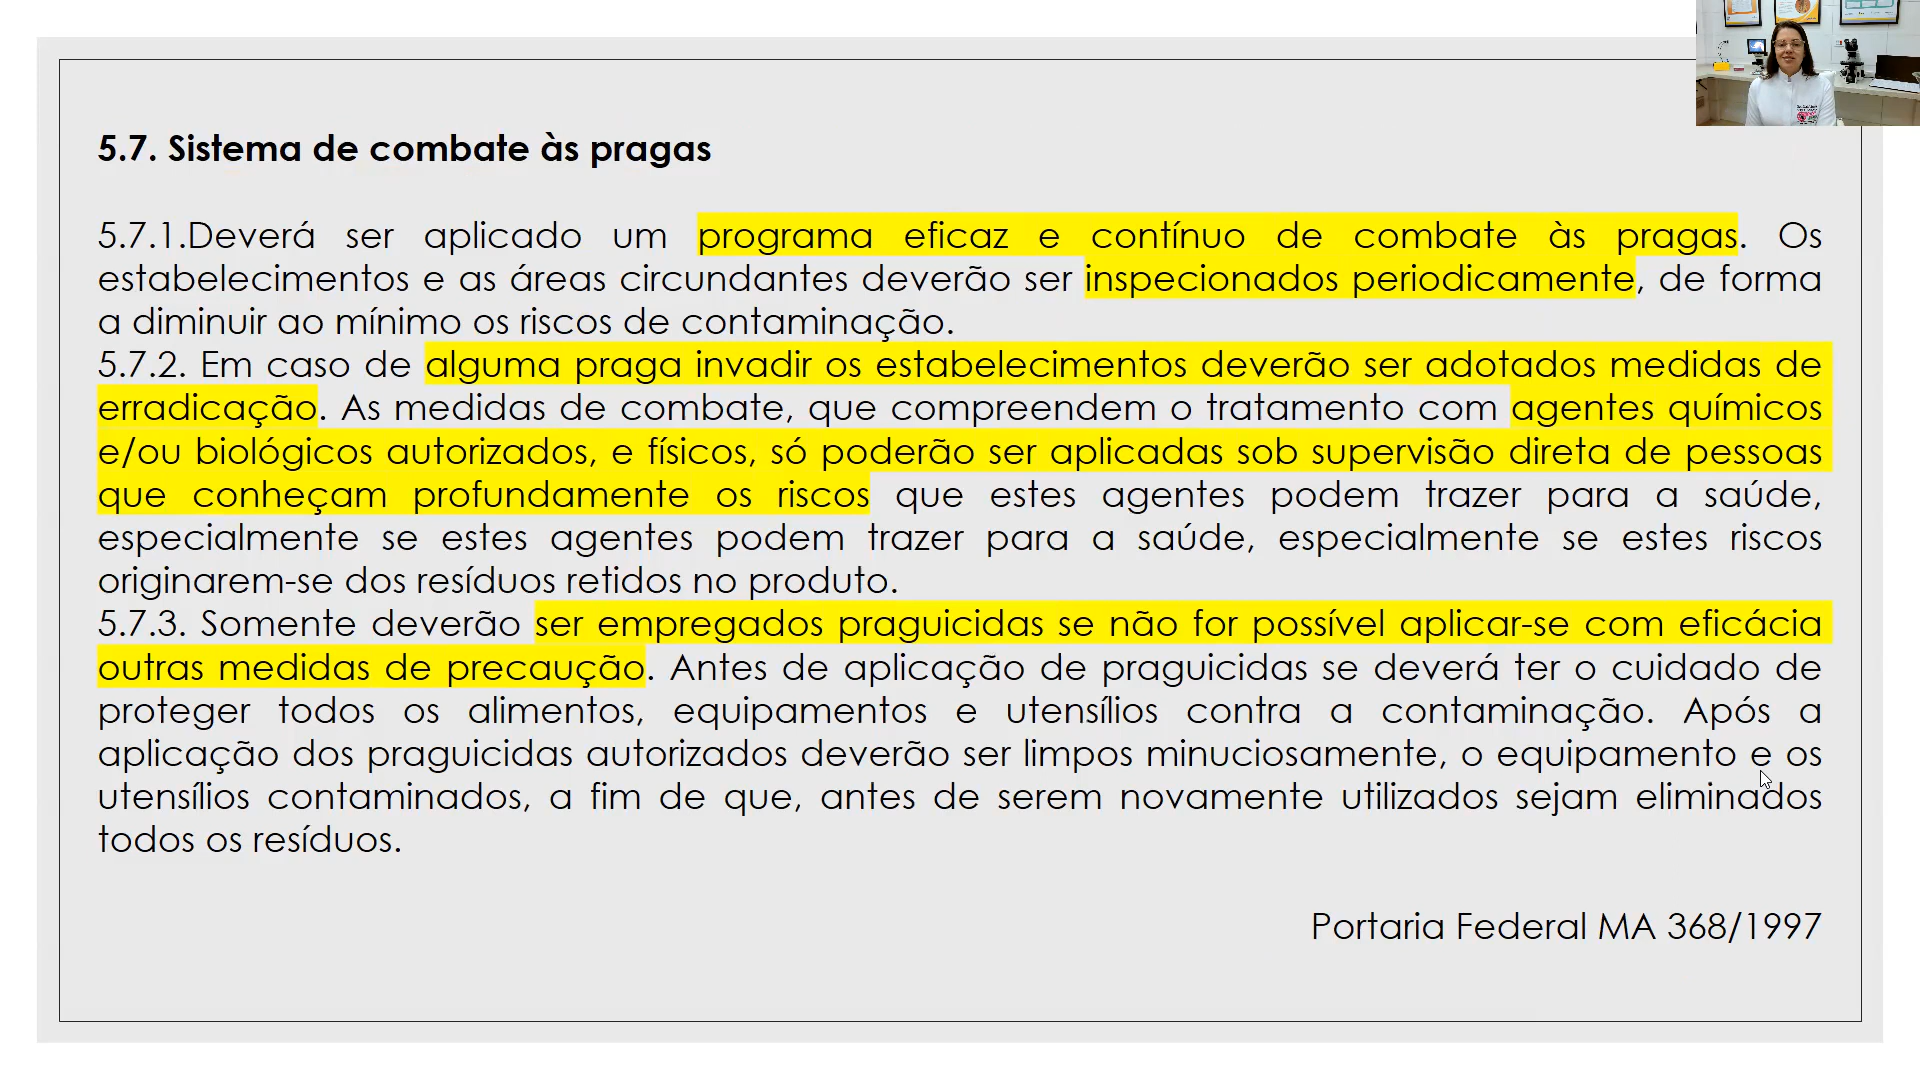 5.7. Sistema de combate às pragas
5.7.1.Deverá ser aplicado um programa eficaz e contínuo de combate às pragas. Os
estabelecimentos e as áreas circundantes deverão ser inspecionados periodicamente, de forma
a diminuir ao mínimo os riscos de contaminação.
5.7.2. Em caso de alguma praga invadir os estabelecimentos deverão ser adotados medidas de
erradicação. As medidas de combate, que compreendem o tratamento com agentes químicos
e/ou biológicos autorizados, e físicos, só poderão ser aplicadas sob supervisão direta de pessoas
que conheçam profundamente os riscos que estes agentes podem trazer para a saúde,
especialmente se estes agentes podem trazer para a saúde, especialmente se estes riscos
originarem-se dos resíduos retidos no produto.
5.7.3. Somente deverão ser empregados praguicidas se não for possível aplicar-se com eficácia
outras medidas de precaução. Antes de aplicação de praguicidas se deverá ter o cuidado de
proteger todos os alimentos, equipamentos e utensílios contra a contaminação. Após a
aplicação dos praguicidas autorizados deverão ser limpos minuciosamente, o equipamento e os
utensílios contaminados, a fim de que, antes de serem novamente utilizados sejam eliminados
todos os resíduos.
Portaria Federal MA 368/1997